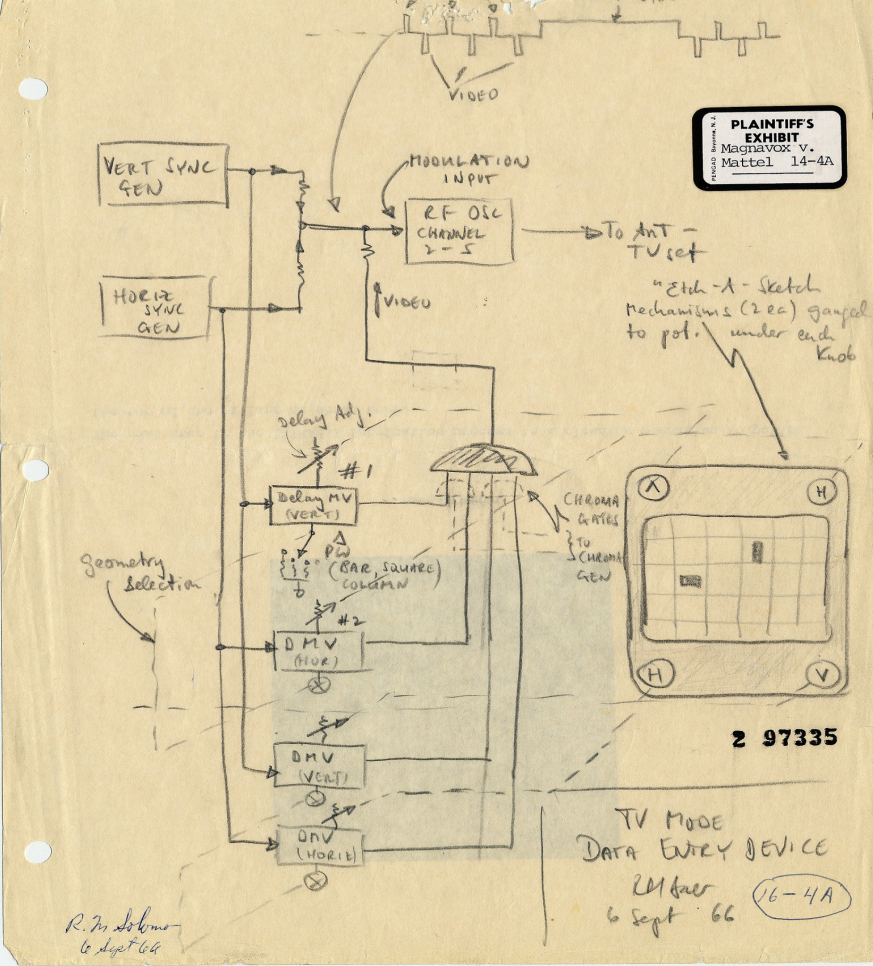 VIDEO
PLAINTIFF'S
EXHIBIT
Magnavox v.
Mattel 14-4A
PENGAD Bayonne, N. J.
VERT SYNC
GEN
MODULATION
INPUT
RF OSC
CHANNEL
2-5
To Ant -
TV set
HORIZ
SYNC
GEN
VIDEO
"Etch-A-Sketch
Mechanisms (2 ea) ganged
to pot. under each
Knob
Delay Adj.
#1
Delay MV
(VERT)
PW
(BAR, SQUARE)
COLUMN
CHROMA
GATES
TO
CHROMA
GEN
V
H
H
V
Geometry
Selection
#2
DMV
(HOR)
DMV
(VERT)
DMV
(HORIZ)
2 97335
TV MODE
DATA ENTRY DEVICE
6 Sept 66
16-4A
R. M. Solomo
6 Sept 66